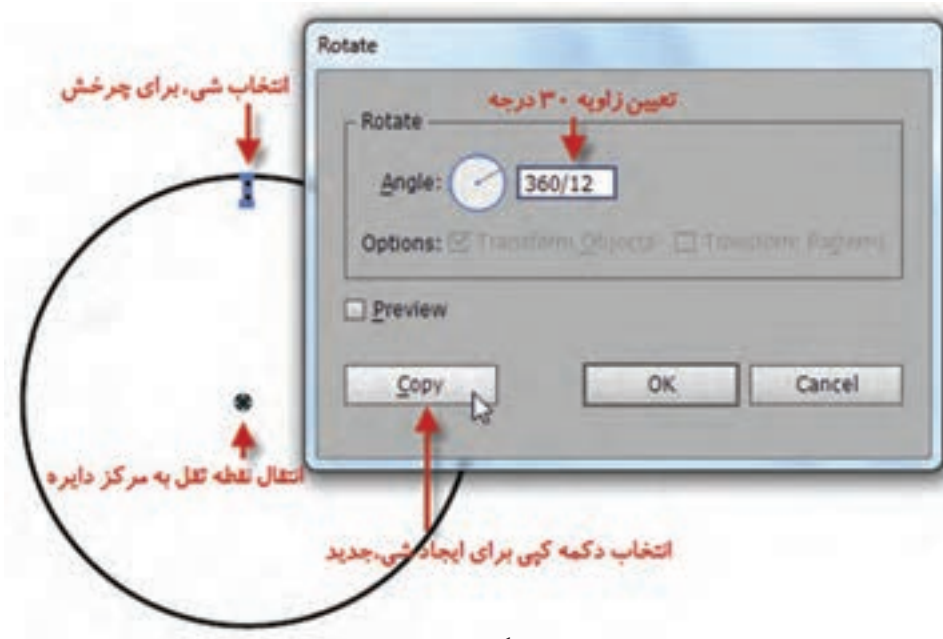 Rotate
انتخاب شی، برای چرخش
تعیین زاویه ۳۰ درجه
Rotate
Angle: 360/12
Options: Transform Objects Transform Patterns
Preview
Copy OK Cancel
انتقال نقطه ثقل به مرکز دایره
انتخاب دکمه کپی برای ایجاد شی،جدید